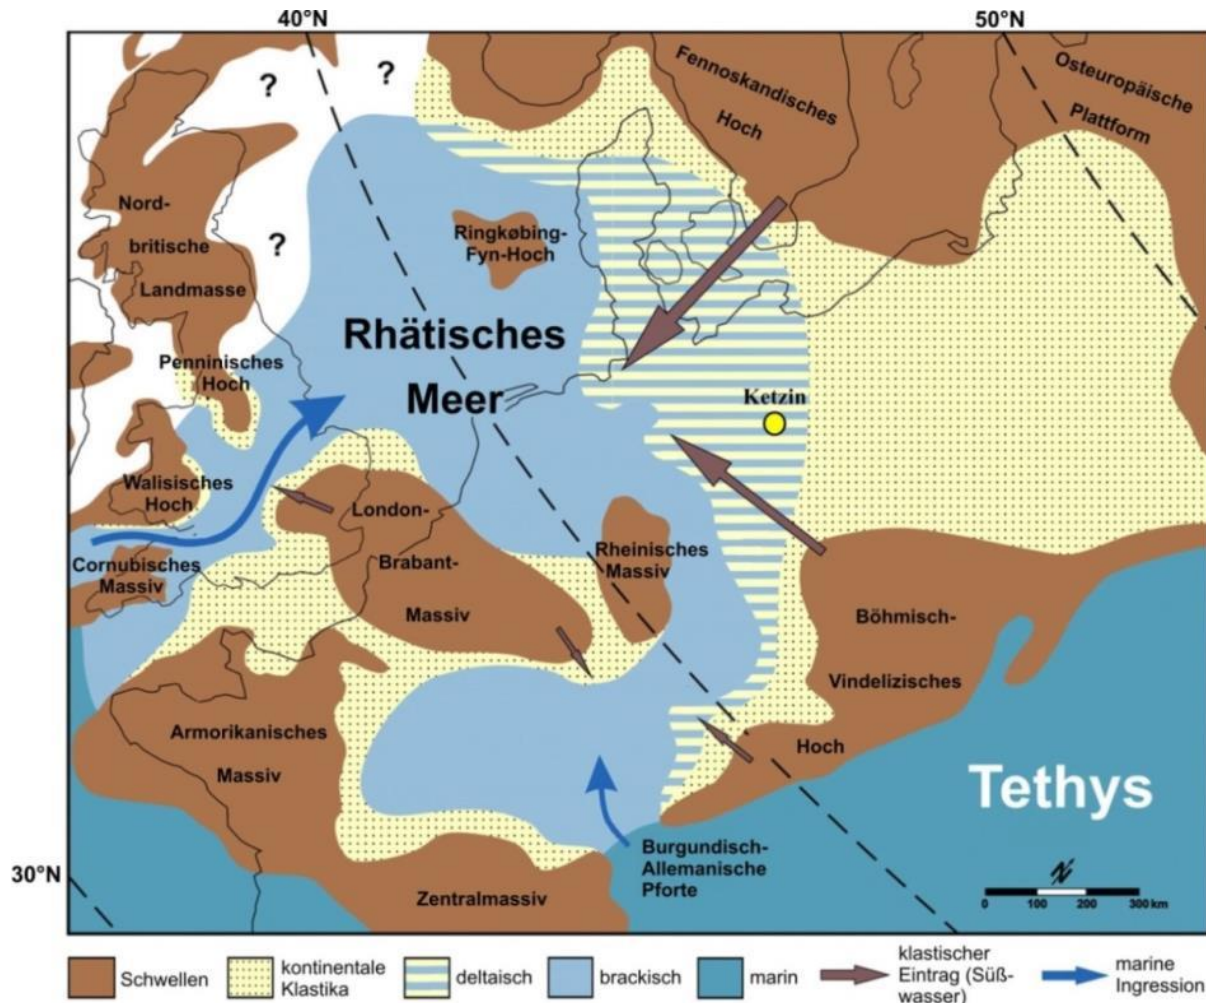 40°N
50°N
?
?
?
Fennoskandisches
Hoch
Osteuropäische
Plattform
Nord-
britische
Landmasse
Ringkøbing-
Fyn-Hoch
Rhätisches
Meer
Penninisches
Hoch
Ketzin
Walisisches
Hoch
London-
Brabant-
Massiv
Rheinisches
Massiv
Cornubisches
Massiv
Böhmisch-
Vindelizisches
Hoch
Armorikanisches
Massiv
Tethys
Burgundisch-
Allemanische
Pforte
30°N
Zentralmassiv
N
0 100 200 300 km
Schwellen
kontinentale
Klastika
deltaisch
brackisch
marin
klastischer
Eintrag (Süß-
wasser)
marine
Ingression